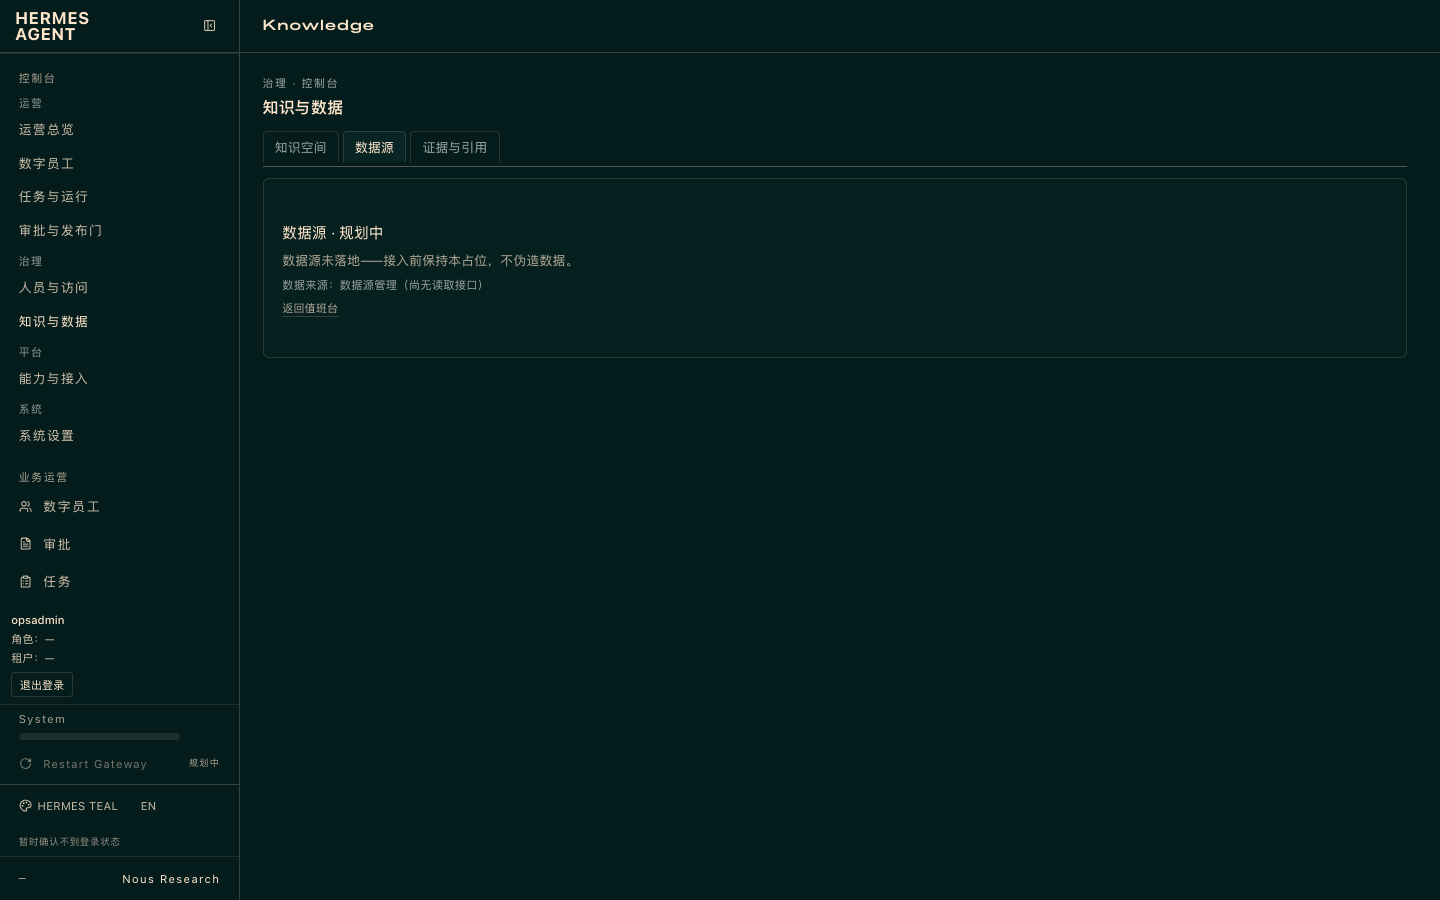 HERMES
AGENT
控制台
运营
运营总览
数字员工
任务与运行
审批与发布门
治理
人员与访问
知识与数据
平台
能力与接入
系统
系统设置
业务运营
数字员工
审批
任务
opsadmin
角色：—
租户：—
退出登录
System
Restart Gateway 规划中
HERMES TEAL EN
暂时确认不到登录状态
— Nous Research
Knowledge
治理 · 控制台
知识与数据
知识空间 数据源 证据与引用
数据源 · 规划中
数据源未落地——接入前保持本占位，不伪造数据。
数据来源：数据源管理（尚无读取接口）
返回值班台